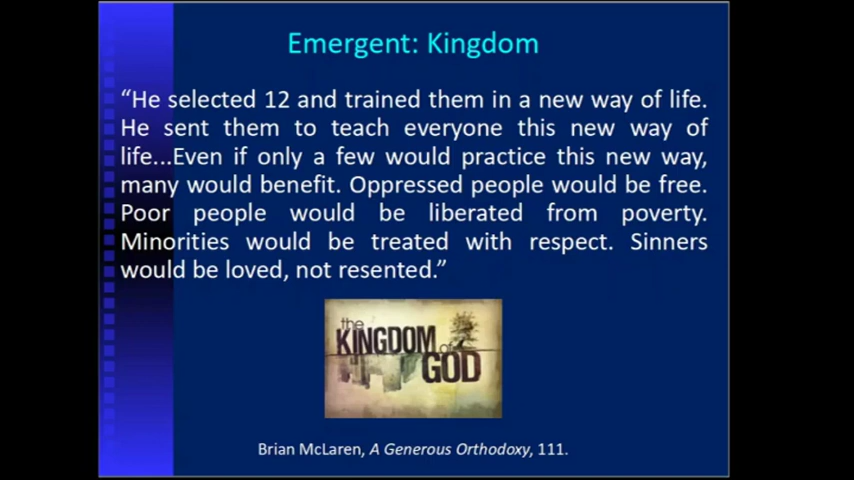 Emergent: Kingdom
“He selected 12 and trained them in a new way of life.
He sent them to teach everyone this new way of
life...Even if only a few would practice this new way,
many would benefit. Oppressed people would be free.
Poor people would be liberated from poverty.
Minorities would be treated with respect. Sinners
would be loved, not resented.”
the
KINGDOM of
GOD
Brian McLaren, A Generous Orthodoxy, 111.